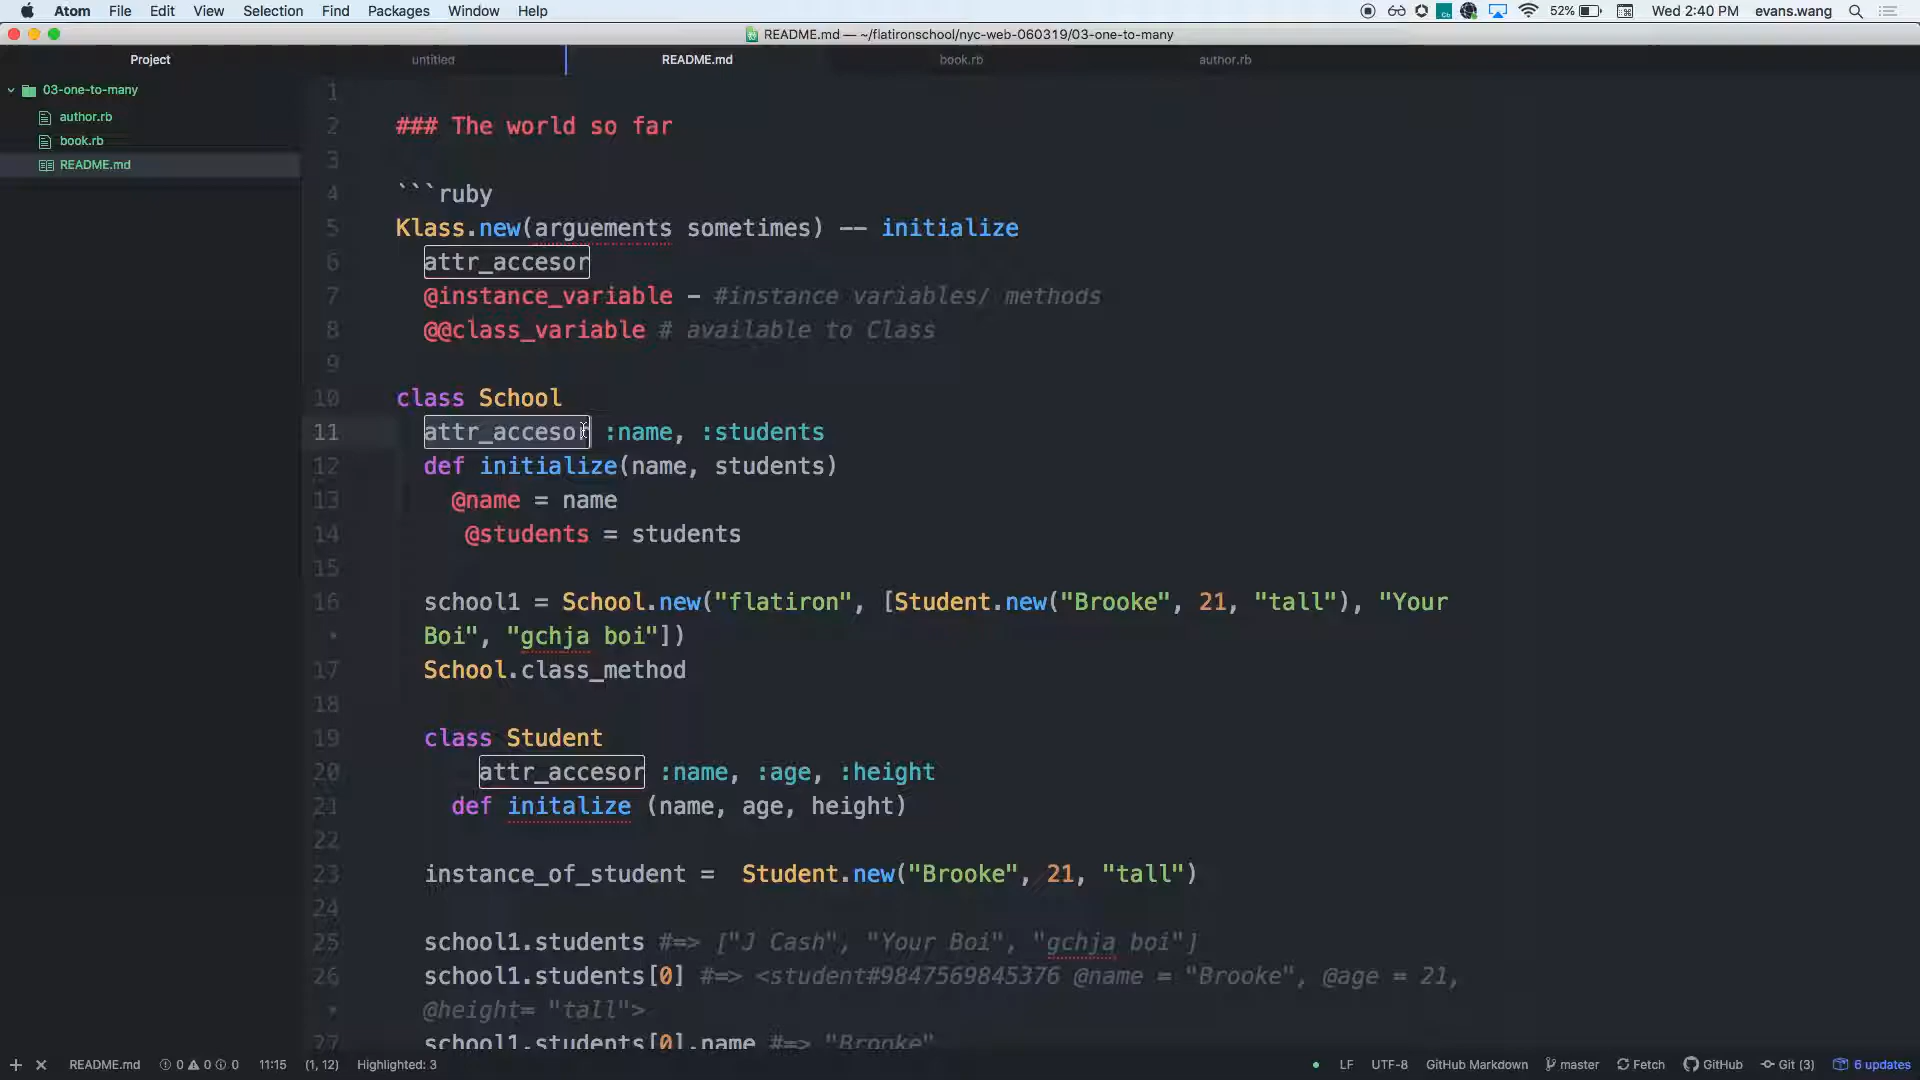 Atom File Edit View Selection Find Packages Window Help
52% Wed 2:40 PM evans.wang
README.md — ~/flatironschool/nyc-web-060319/03-one-to-many
Project untitled README.md book.rb author.rb
03-one-to-many
author.rb
book.rb
README.md
1
2 ### The world so far
3
4 ```ruby
5 Klass.new(arguements sometimes) -- initialize
6 attr_accesor
7 @instance_variable - #instance variables/ methods
8 @@class_variable # available to Class
9
10 class School
11 attr_accesor :name, :students
12 def initialize(name, students)
13 @name = name
14 @students = students
15
16 school1 = School.new("flatiron", [Student.new("Brooke", 21, "tall"), "Your
• Boi", "gchja boi"])
17 School.class_method
18
19 class Student
20 attr_accesor :name, :age, :height
21 def initalize (name, age, height)
22
23 instance_of_student = Student.new("Brooke", 21, "tall")
24
25 school1.students #=> ["J Cash", "Your Boi", "gchja boi"]
26 school1.students[0] #=> <student#9847569845376 @name = "Brooke", @age = 21,
• @height= "tall">
27 school1.students[0].name #=> "Brooke"
README.md 0 0 0 11:15 (1, 12) Highlighted: 3 LF UTF-8 GitHub Markdown master Fetch GitHub Git (3) 6 updates